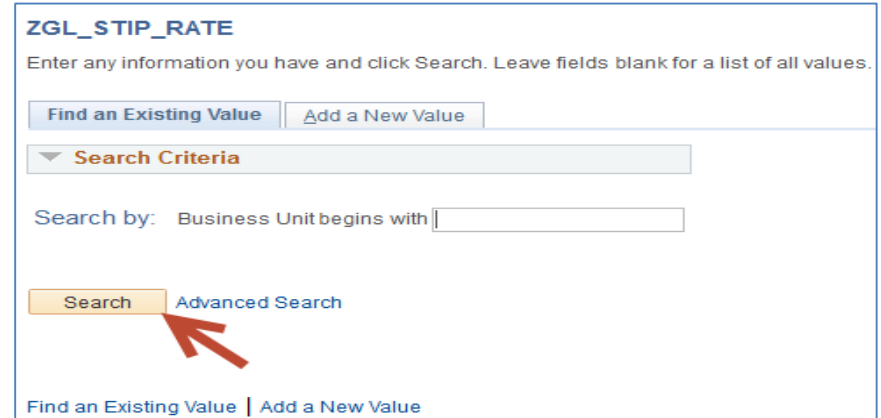 ZGL_STIP_RATE
Enter any information you have and click Search. Leave fields blank for a list of all values.
Find an Existing Value Add a New Value
Search Criteria
Search by: Business Unit begins with
Search Advanced Search
Find an Existing Value | Add a New Value